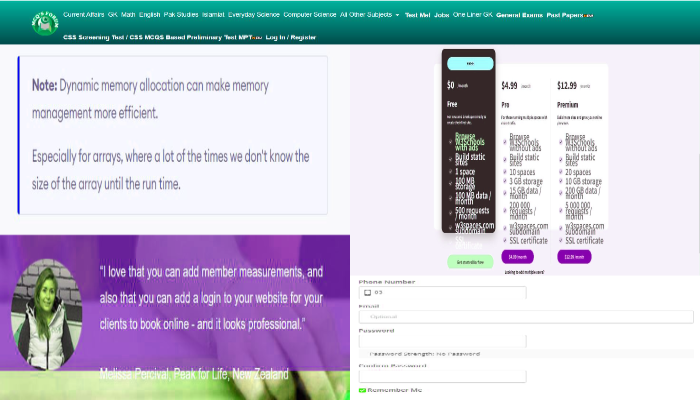 Current Affairs GK Math English Pak Studies Islamiat Everyday Science Computer Science All Other Subjects Test Mcf Jobs One Liner GK General Exams Past Papers
CSS Screening Test / CSS MCQS Based Preliminary Test MPT Log In / Register
Note: Dynamic memory allocation can make memory
management more efficient.
Especially for arrays, where a lot of the times we don't know the
size of the array until the run time.
"I love that you can add member measurements, and
also that you can add a login to your website for your
clients to book online - and it looks professional."
Melissa Percival, Peak for Life, New Zealand
$0 /month
Free
Browse
W3Schools
with ads
Build static
sites
1 space
100 MB
storage
100 MB data /
month
500 requests
/ month
w3spaces.com
subdomain
Get started for free
$4.99 /month
Pro
Browse
W3Schools
without ads
Build static
sites
10 spaces
3 GB storage
15 GB data /
month
200 000
requests /
month
w3spaces.com
subdomain
SSL certificate
$4.99/month
$12.99 /month
Premium
Browse
W3Schools
without ads
Build static
sites
20 spaces
10 GB storage
200 GB data /
month
5 000 000
requests /
month
w3spaces.com
subdomain
SSL certificate
$12.99/month
Looking to add multiple users?
Phone Number
03
Email
Optional
Password
Password Strength: No Password
Confirm Password
Remember Me